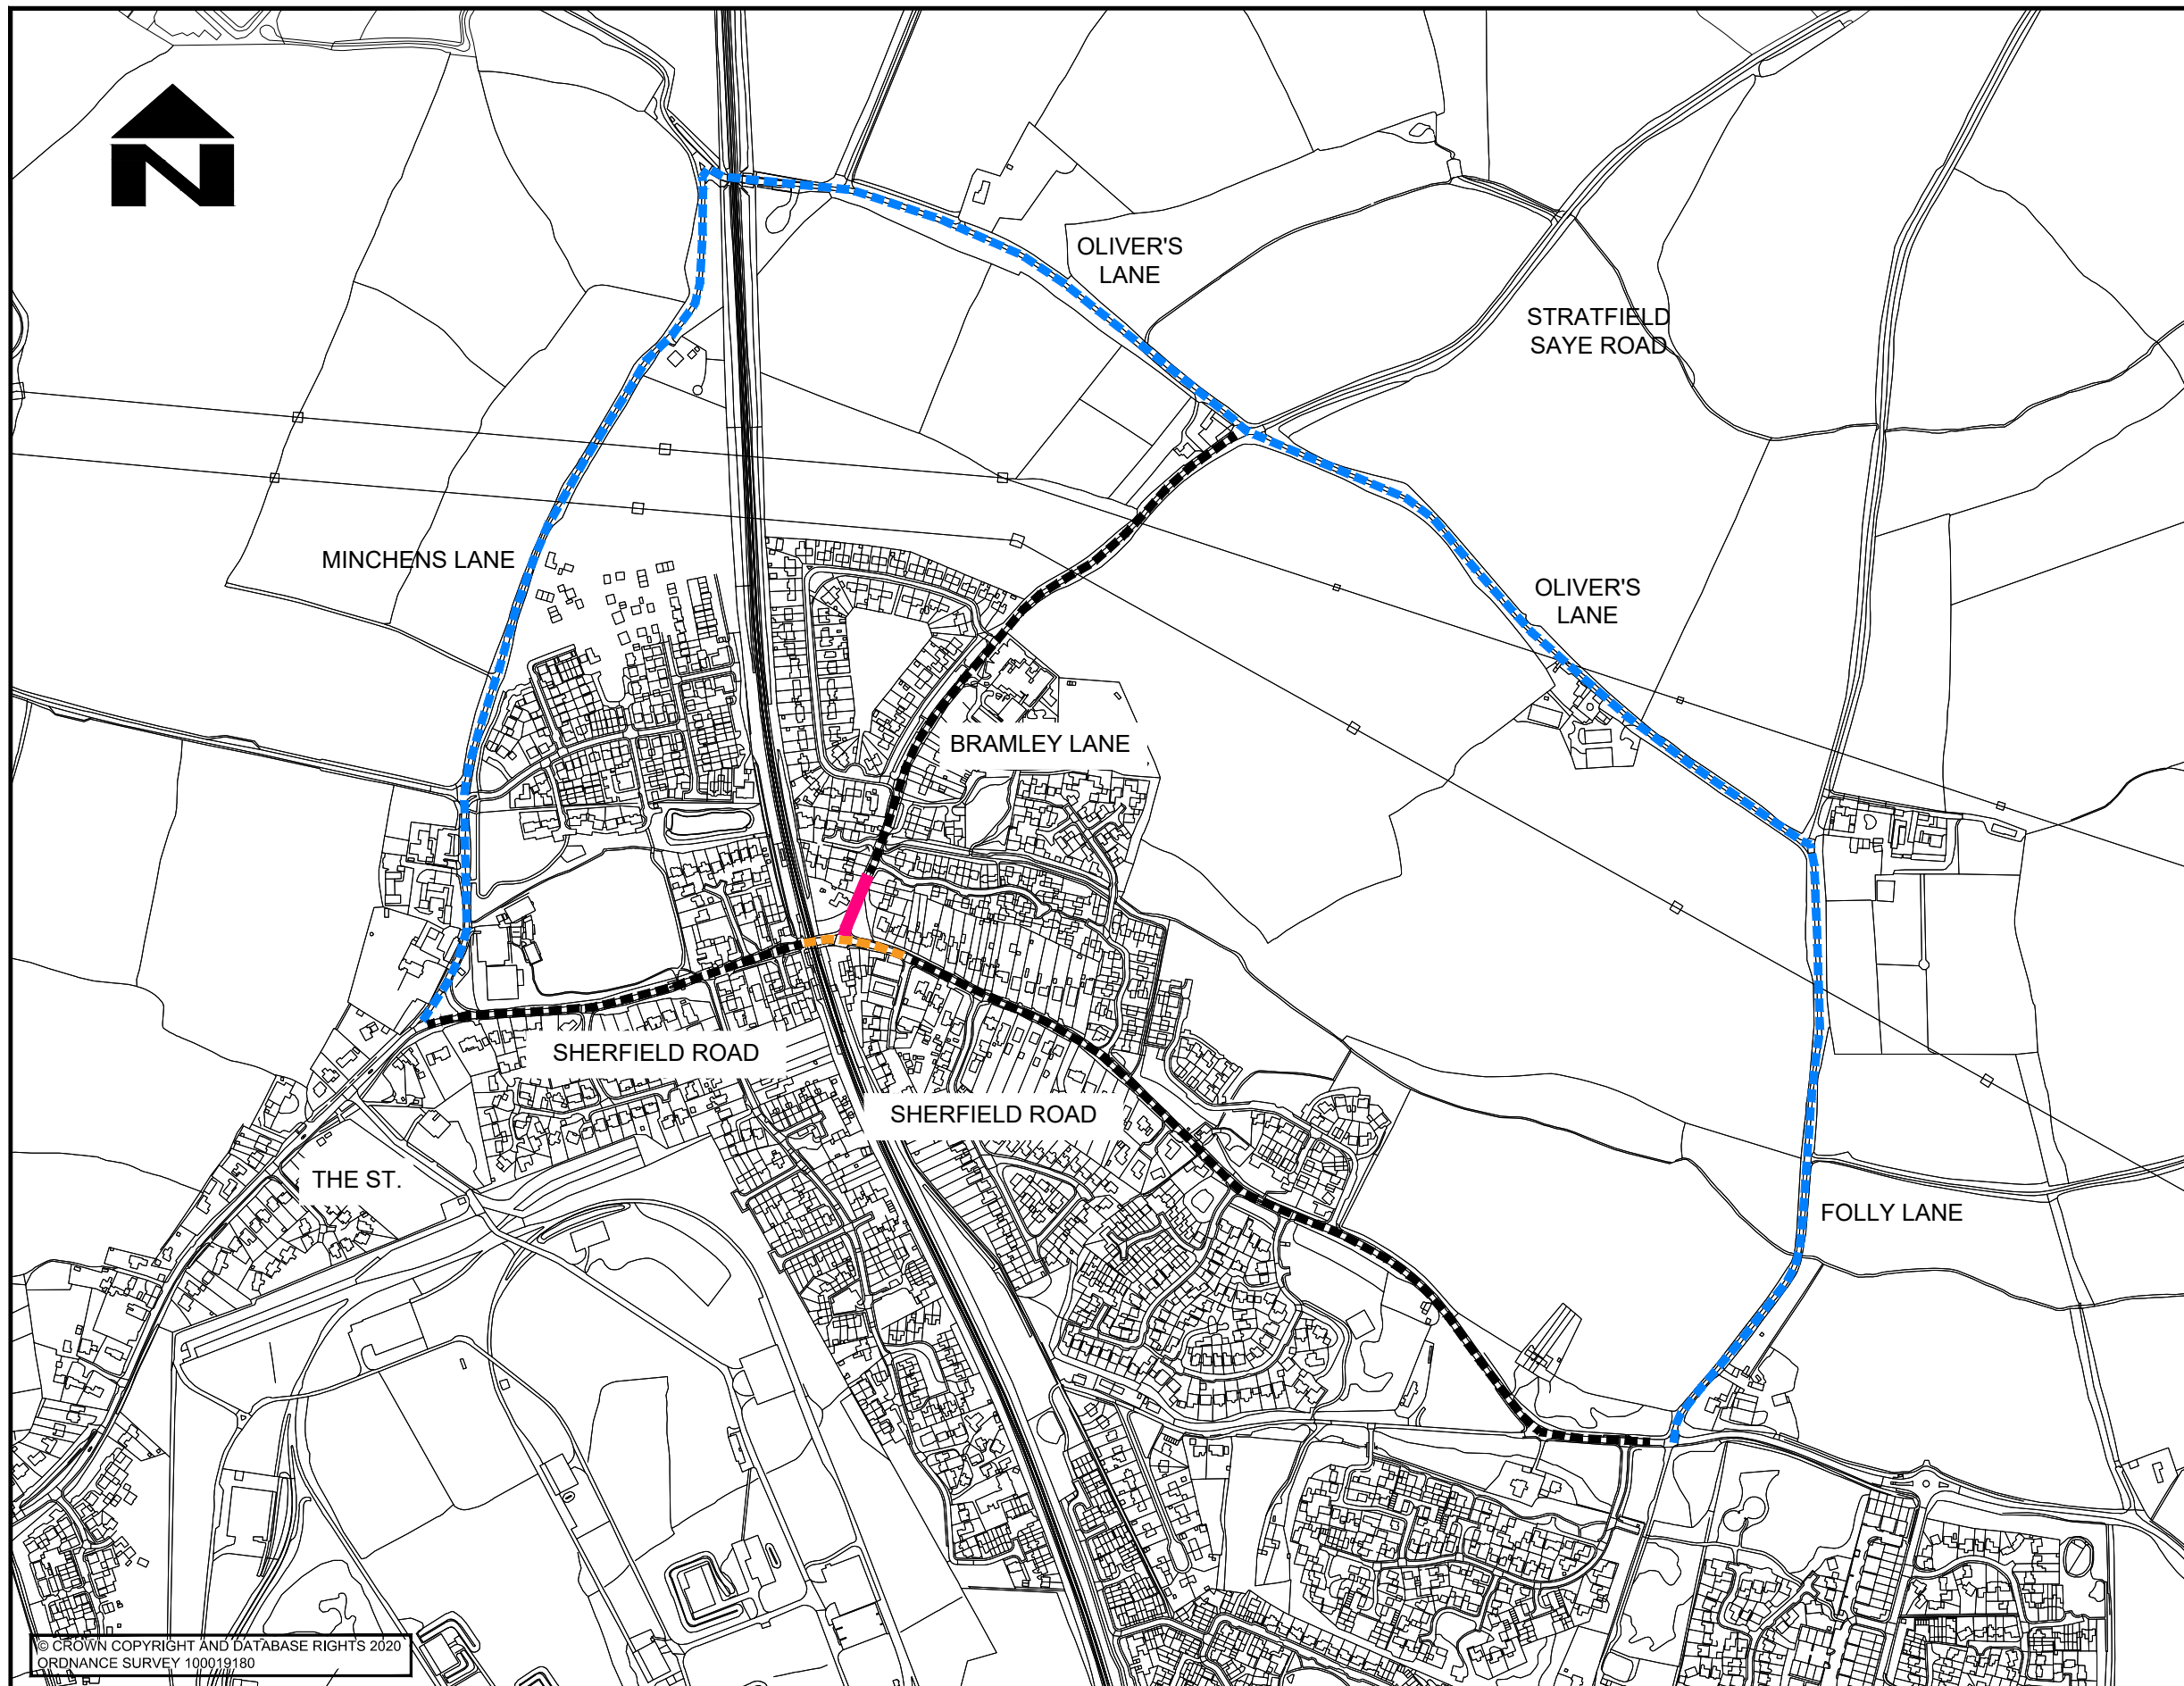 N
OLIVER'S
LANE
STRATFIELD
SAYE ROAD
MINCHENS LANE
OLIVER'S
LANE
BRAMLEY LANE
SHERFIELD ROAD
SHERFIELD ROAD
THE ST.
FOLLY LANE
© CROWN COPYRIGHT AND DATABASE RIGHTS 2020
ORDNANCE SURVEY 100019180